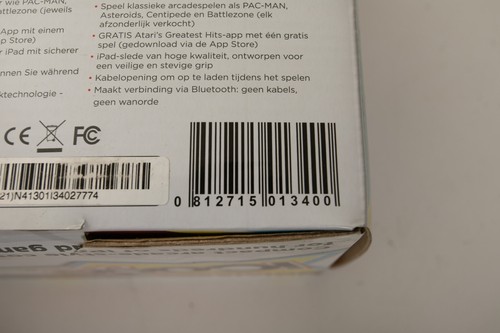 r wie PAC-MAN,
Battlezone (jeweils
App mit einem
pp Store)
r iPad mit sicherer
nnen Sie während
ktechnologie -
• Speel klassieke arcadespelen als PAC-MAN,
Asteroids, Centipede en Battlezone (elk
afzonderlijk verkocht)
• GRATIS Atari's Greatest Hits-app met één gratis
spel (gedownload via de App Store)
• iPad-slede van hoge kwaliteit, ontworpen voor
een veilige en stevige grip
• Kabelopening om op te laden tijdens het spelen
• Maakt verbinding via Bluetooth: geen kabels,
geen wanorde
CE FC
21)N41301I34027774
0 812715 013400